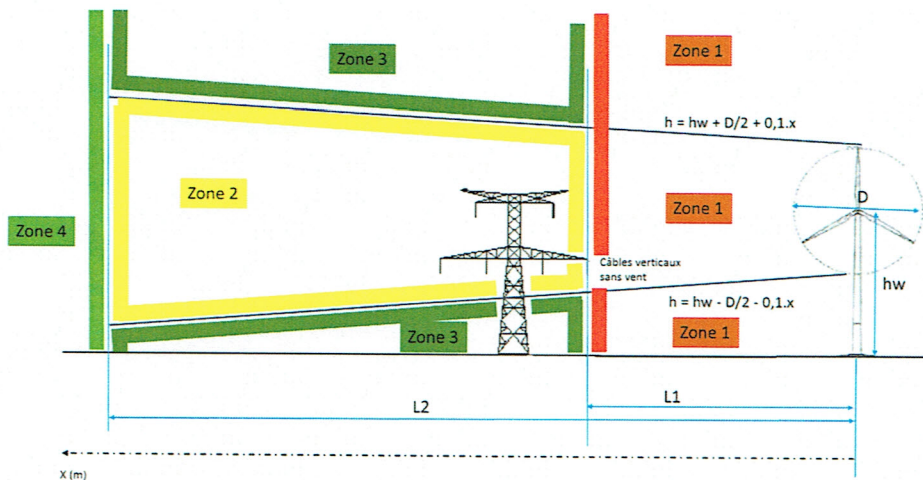 Zone 1
Zone 3
h = hw + D/2 + 0,1.x
Zone 2
D
Zone 1
Zone 4
Câbles verticaux
sans vent
hw
h = hw - D/2 - 0,1.x
Zone 3
Zone 1
L2
L1
X (m)